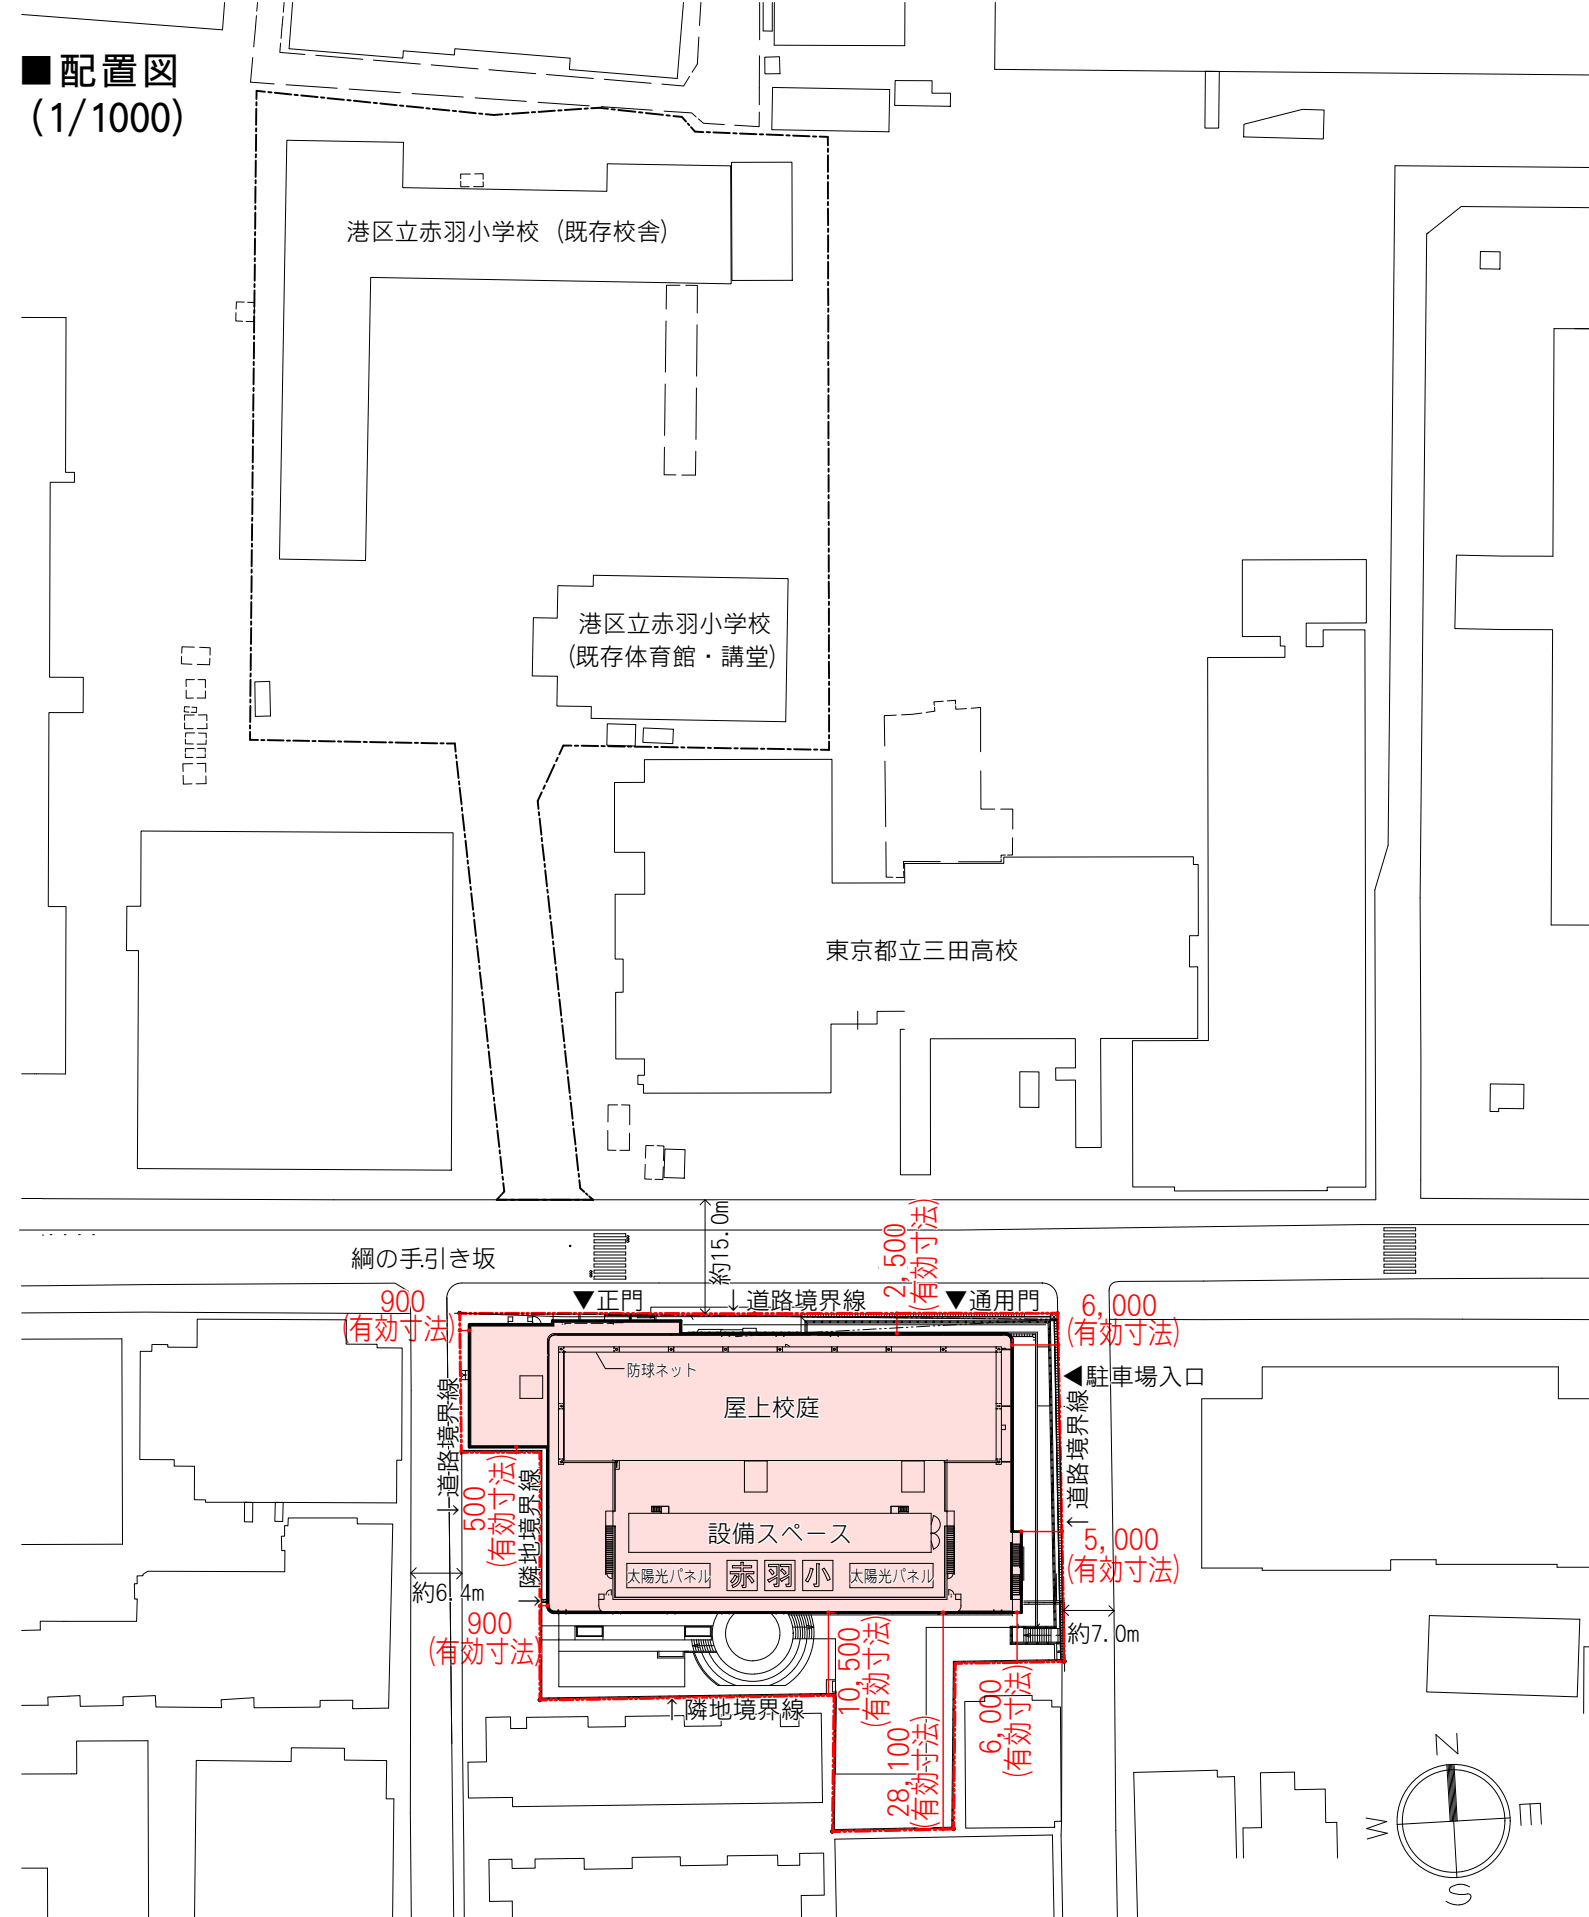 ■配置図
(1/1000)
港区立赤羽小学校（既存校舎）
港区立赤羽小学校
(既存体育館・講堂)
東京都立三田高校
綱の手引き坂
約15.0m
2,500
(有効寸法)
▼正門
↓道路境界線
▼通用門
900
(有効寸法)
6,000
(有効寸法)
防球ネット
◀駐車場入口
屋上校庭
↓道路境界線
↑道路境界線
500
(有効寸法)
隣地境界線→
設備スペース
5,000
(有効寸法)
太陽光パネル
赤羽小
太陽光パネル
約6.4m
900
(有効寸法)
約7.0m
10,500
(有効寸法)
↑隣地境界線
6,000
(有効寸法)
28,100
(有効寸法)
N
W
E
S